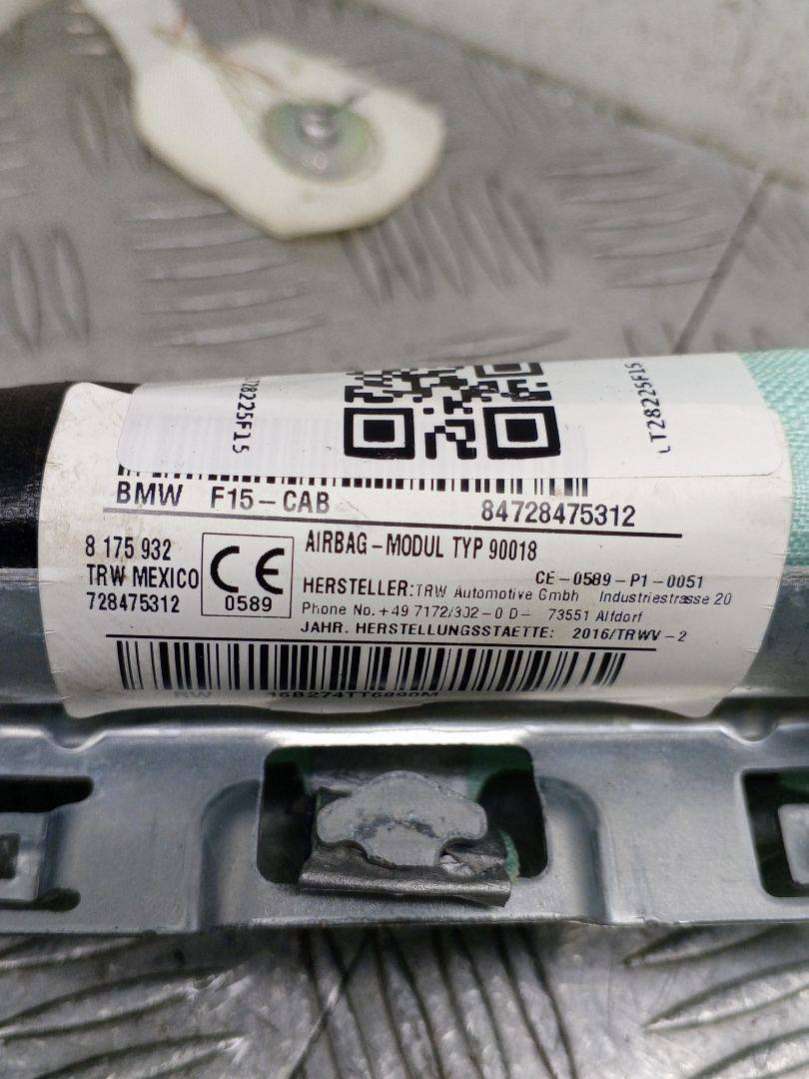 LT28225F15
BMW F15-CAB
84728475312
8 175 932
TRW MEXICO
728475312
CE
0589
AIRBAG-MODUL TYP 90018
CE-0589-P1-0051
HERSTELLER: TRW Automotive Gmbh Industriestrasse 20
Phone No. +49 7172/302-0 D- 73551 Alfdorf
JAHR. HERSTELLUNGSSTAETTE: 2016/TRWV-2